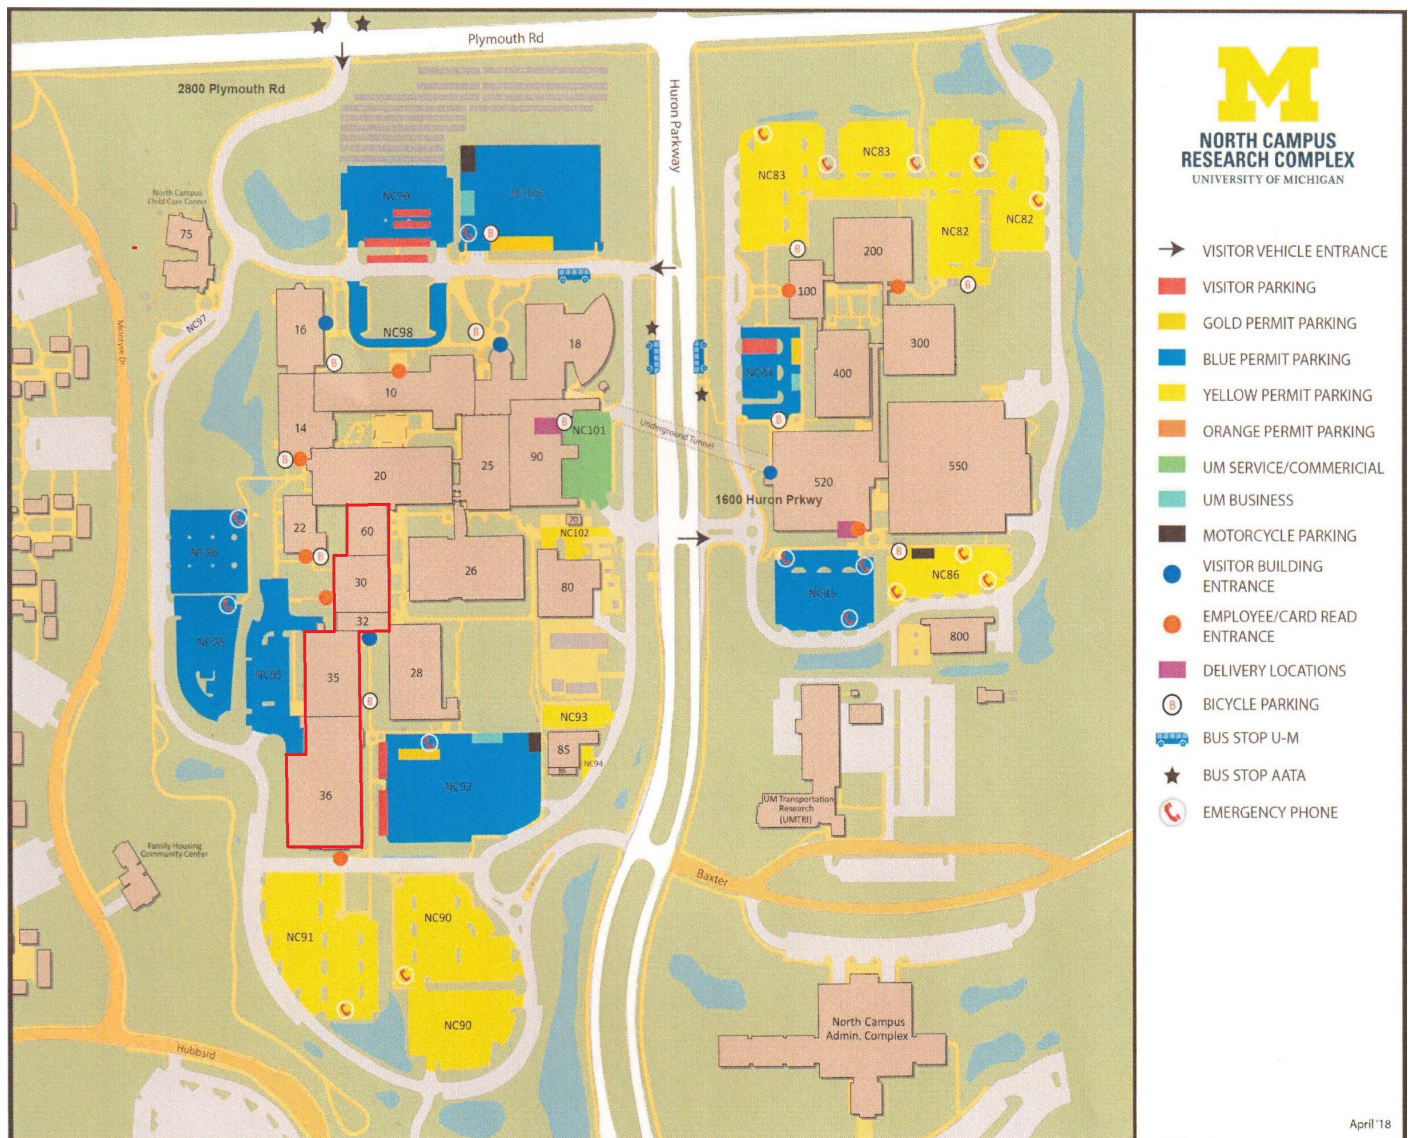 Plymouth Rd
2800 Plymouth Rd
Huron Parkway
North Campus
Child Care Center
75
NC97
McIntyre Dr.
NC99
NC100
NC98
16
18
10
14
20
25
90
NC101
Underground Tunnel
22
60
30
32
26
70
NC102
80
NC96
NC96
NC95
35
28
36
NC93
85
86
NC94
NC92
Family Housing
Community Center
NC91
NC90
NC90
Hubbard
NC83
NC83
NC82
NC82
200
100
300
400
NC84
550
520
1600 Huron Prkwy
NC86
NC85
800
UM Transportation
Research
(UMTRI)
Baxter
North Campus
Admin. Complex
B
B
B
B
B
B
B
B
B
B
B
M
NORTH CAMPUS
RESEARCH COMPLEX
UNIVERSITY OF MICHIGAN
VISITOR VEHICLE ENTRANCE
VISITOR PARKING
GOLD PERMIT PARKING
BLUE PERMIT PARKING
YELLOW PERMIT PARKING
ORANGE PERMIT PARKING
UM SERVICE/COMMERICIAL
UM BUSINESS
MOTORCYCLE PARKING
VISITOR BUILDING
ENTRANCE
EMPLOYEE/CARD READ
ENTRANCE
DELIVERY LOCATIONS
B
BICYCLE PARKING
BUS STOP U-M
BUS STOP AATA
EMERGENCY PHONE
April '18